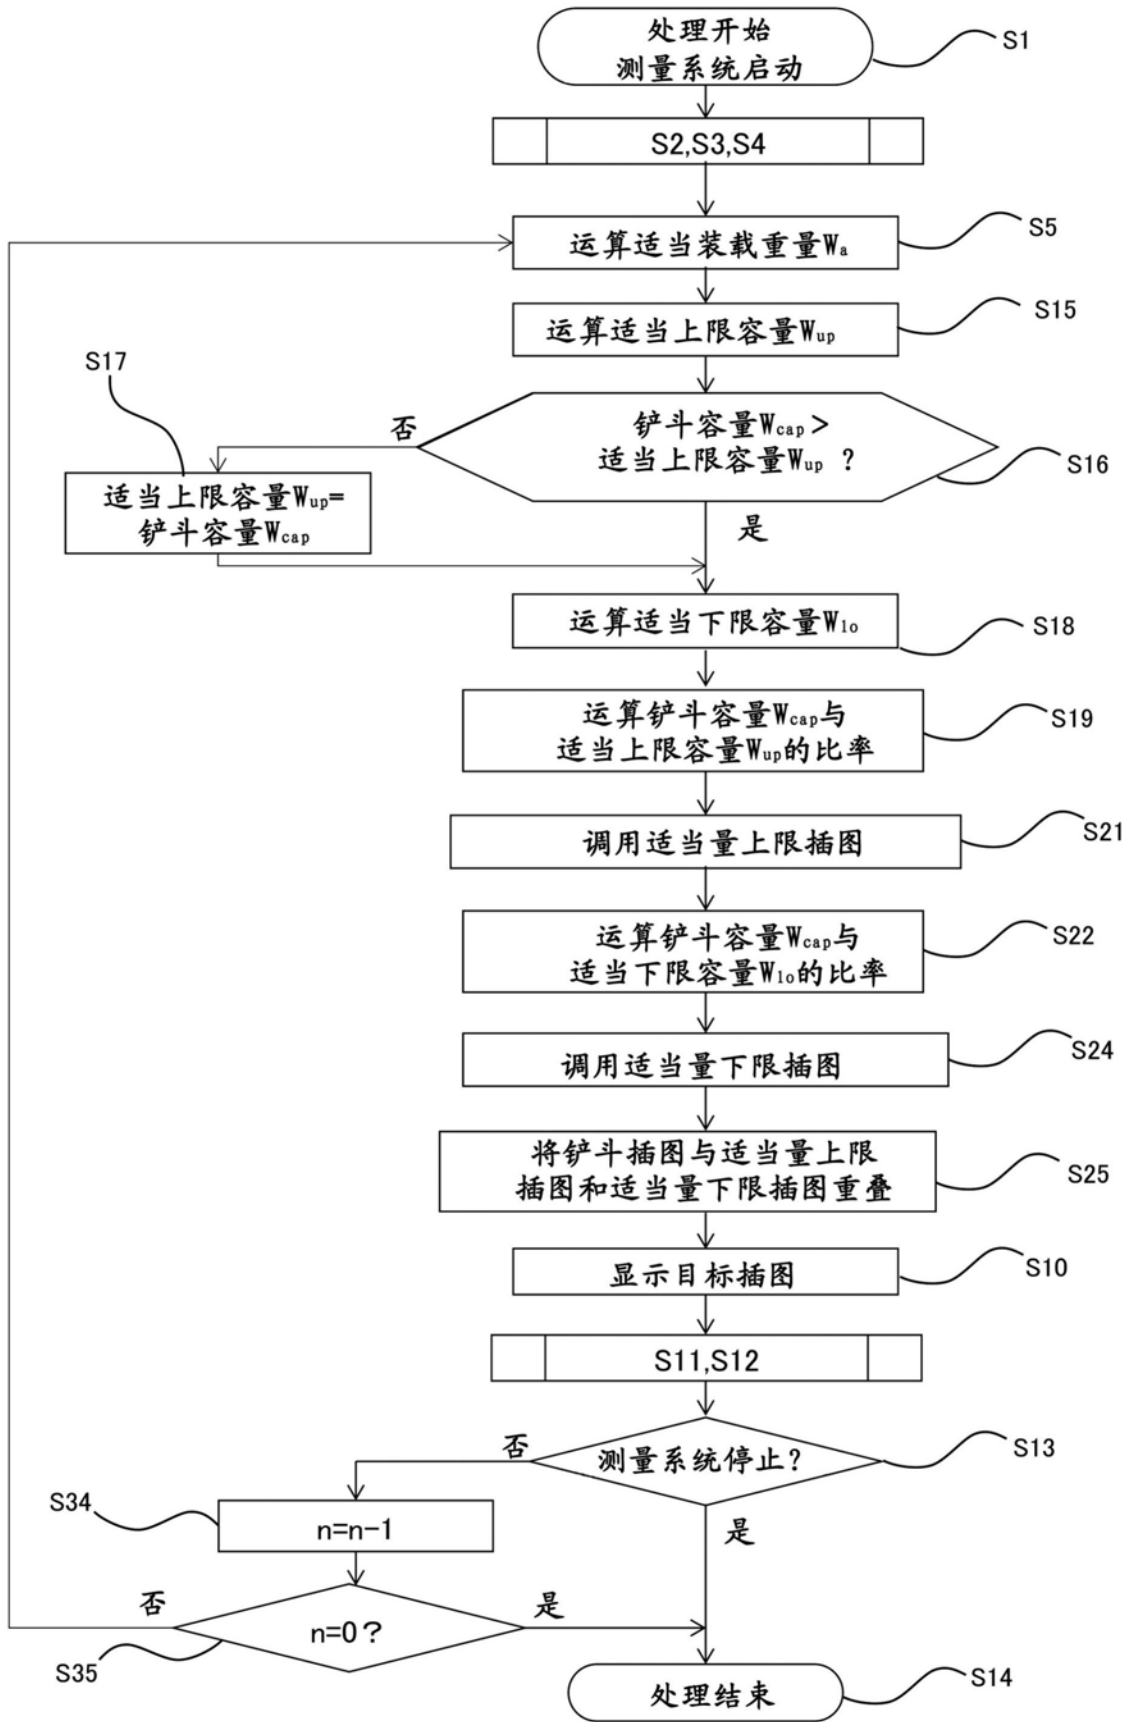 处理开始
测量系统启动
S1
S2,S3,S4
运算适当装载重量Wa
S5
运算适当上限容量Wup
S15
S17
否
铲斗容量Wcap>
适当上限容量Wup ?
S16
适当上限容量Wup=
铲斗容量Wcap
是
运算适当下限容量Wlo
S18
运算铲斗容量Wcap与
适当上限容量Wup的比率
S19
调用适当量上限插图
S21
运算铲斗容量Wcap与
适当下限容量Wlo的比率
S22
调用适当量下限插图
S24
将铲斗插图与适当量上限
插图和适当量下限插图重叠
S25
显示目标插图
S10
S11,S12
否
测量系统停止?
S13
S34
n=n-1
是
否
n=0?
是
S35
处理结束
S14